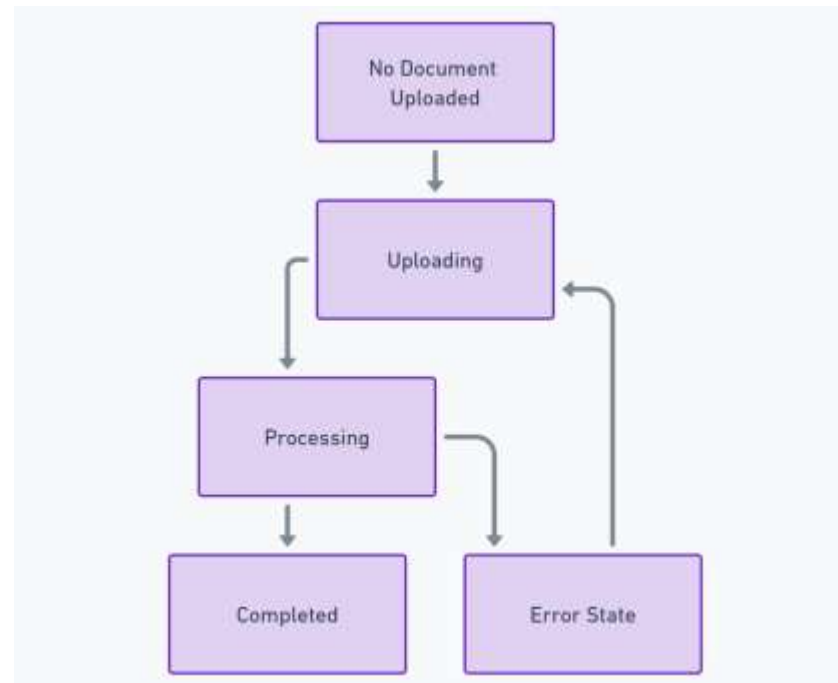 No Document
Uploaded
Uploading
Processing
Completed
Error State